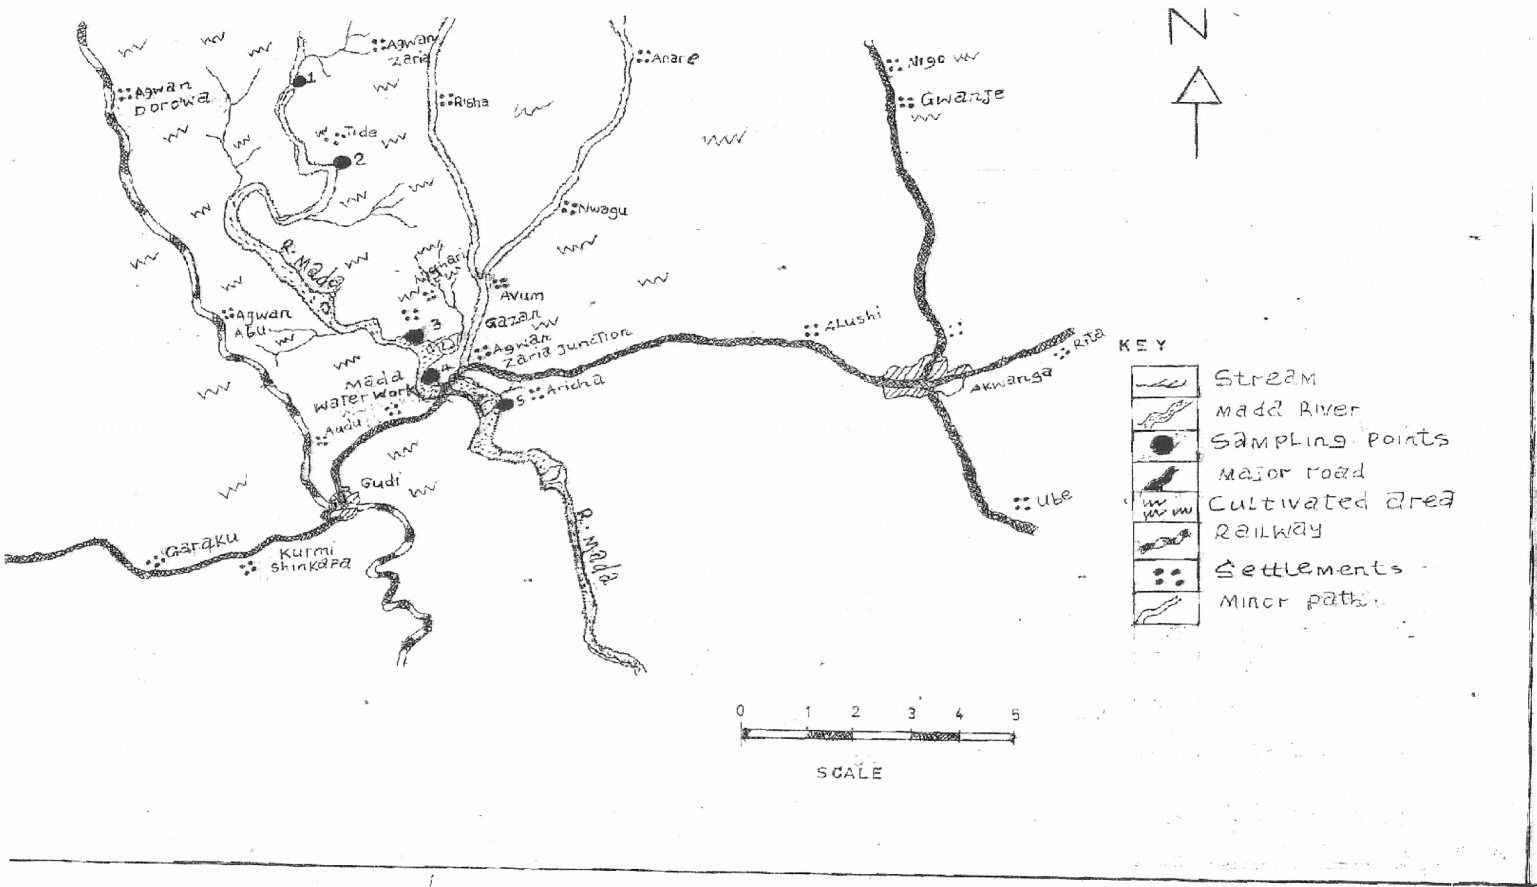 N
Agwan
Zaria
1
Anare
Nigo
Agwan
Dorowa
Risha
Gwanje
Tide
2
Nwagu
R. Mada
Avum
Agwan
Abu
3
Gazan
Alushi
Agwan
Zaria Junction
Rita
4
Mada
Water Work
5
Aricha
Akwanga
Audu
Gudi
Ube
Garaku
Kurmi
Shinkafa
R. Mada
KEY
Stream
Mada River
Sampling points
Major road
Cultivated area
Railway
Settlements
Minor path
0 1 2 3 4 5
SCALE